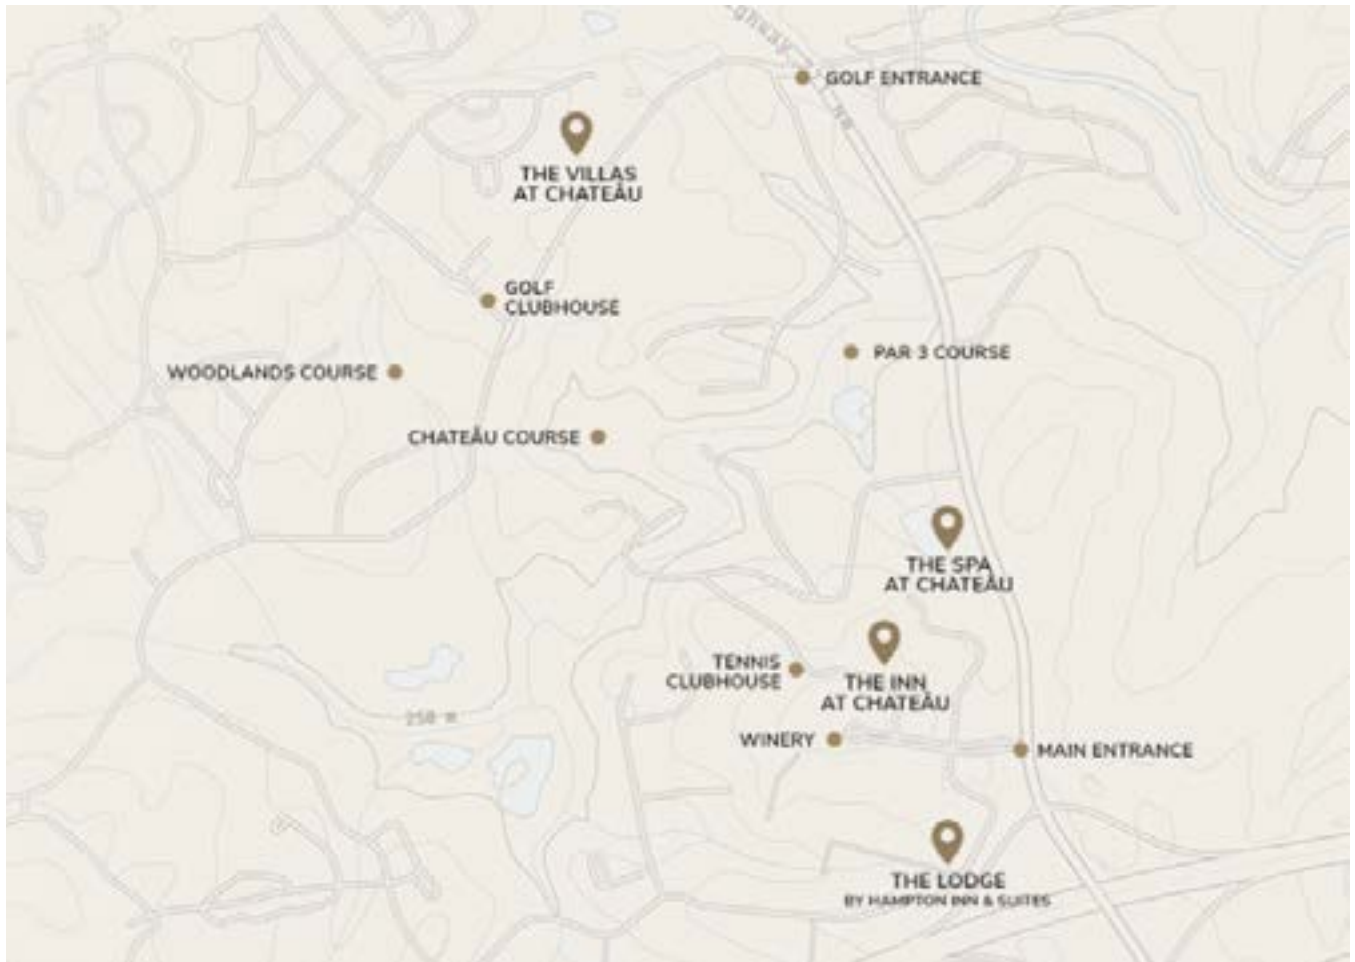 GOLF ENTRANCE
THE VILLAS
AT CHATEÂU
GOLF
CLUBHOUSE
PAR 3 COURSE
WOODLANDS COURSE
CHATEÂU COURSE
THE SPA
AT CHATEÂU
TENNIS
CLUBHOUSE
THE INN
AT CHATEÂU
WINERY
MAIN ENTRANCE
THE LODGE
BY HAMPTON INN & SUITES